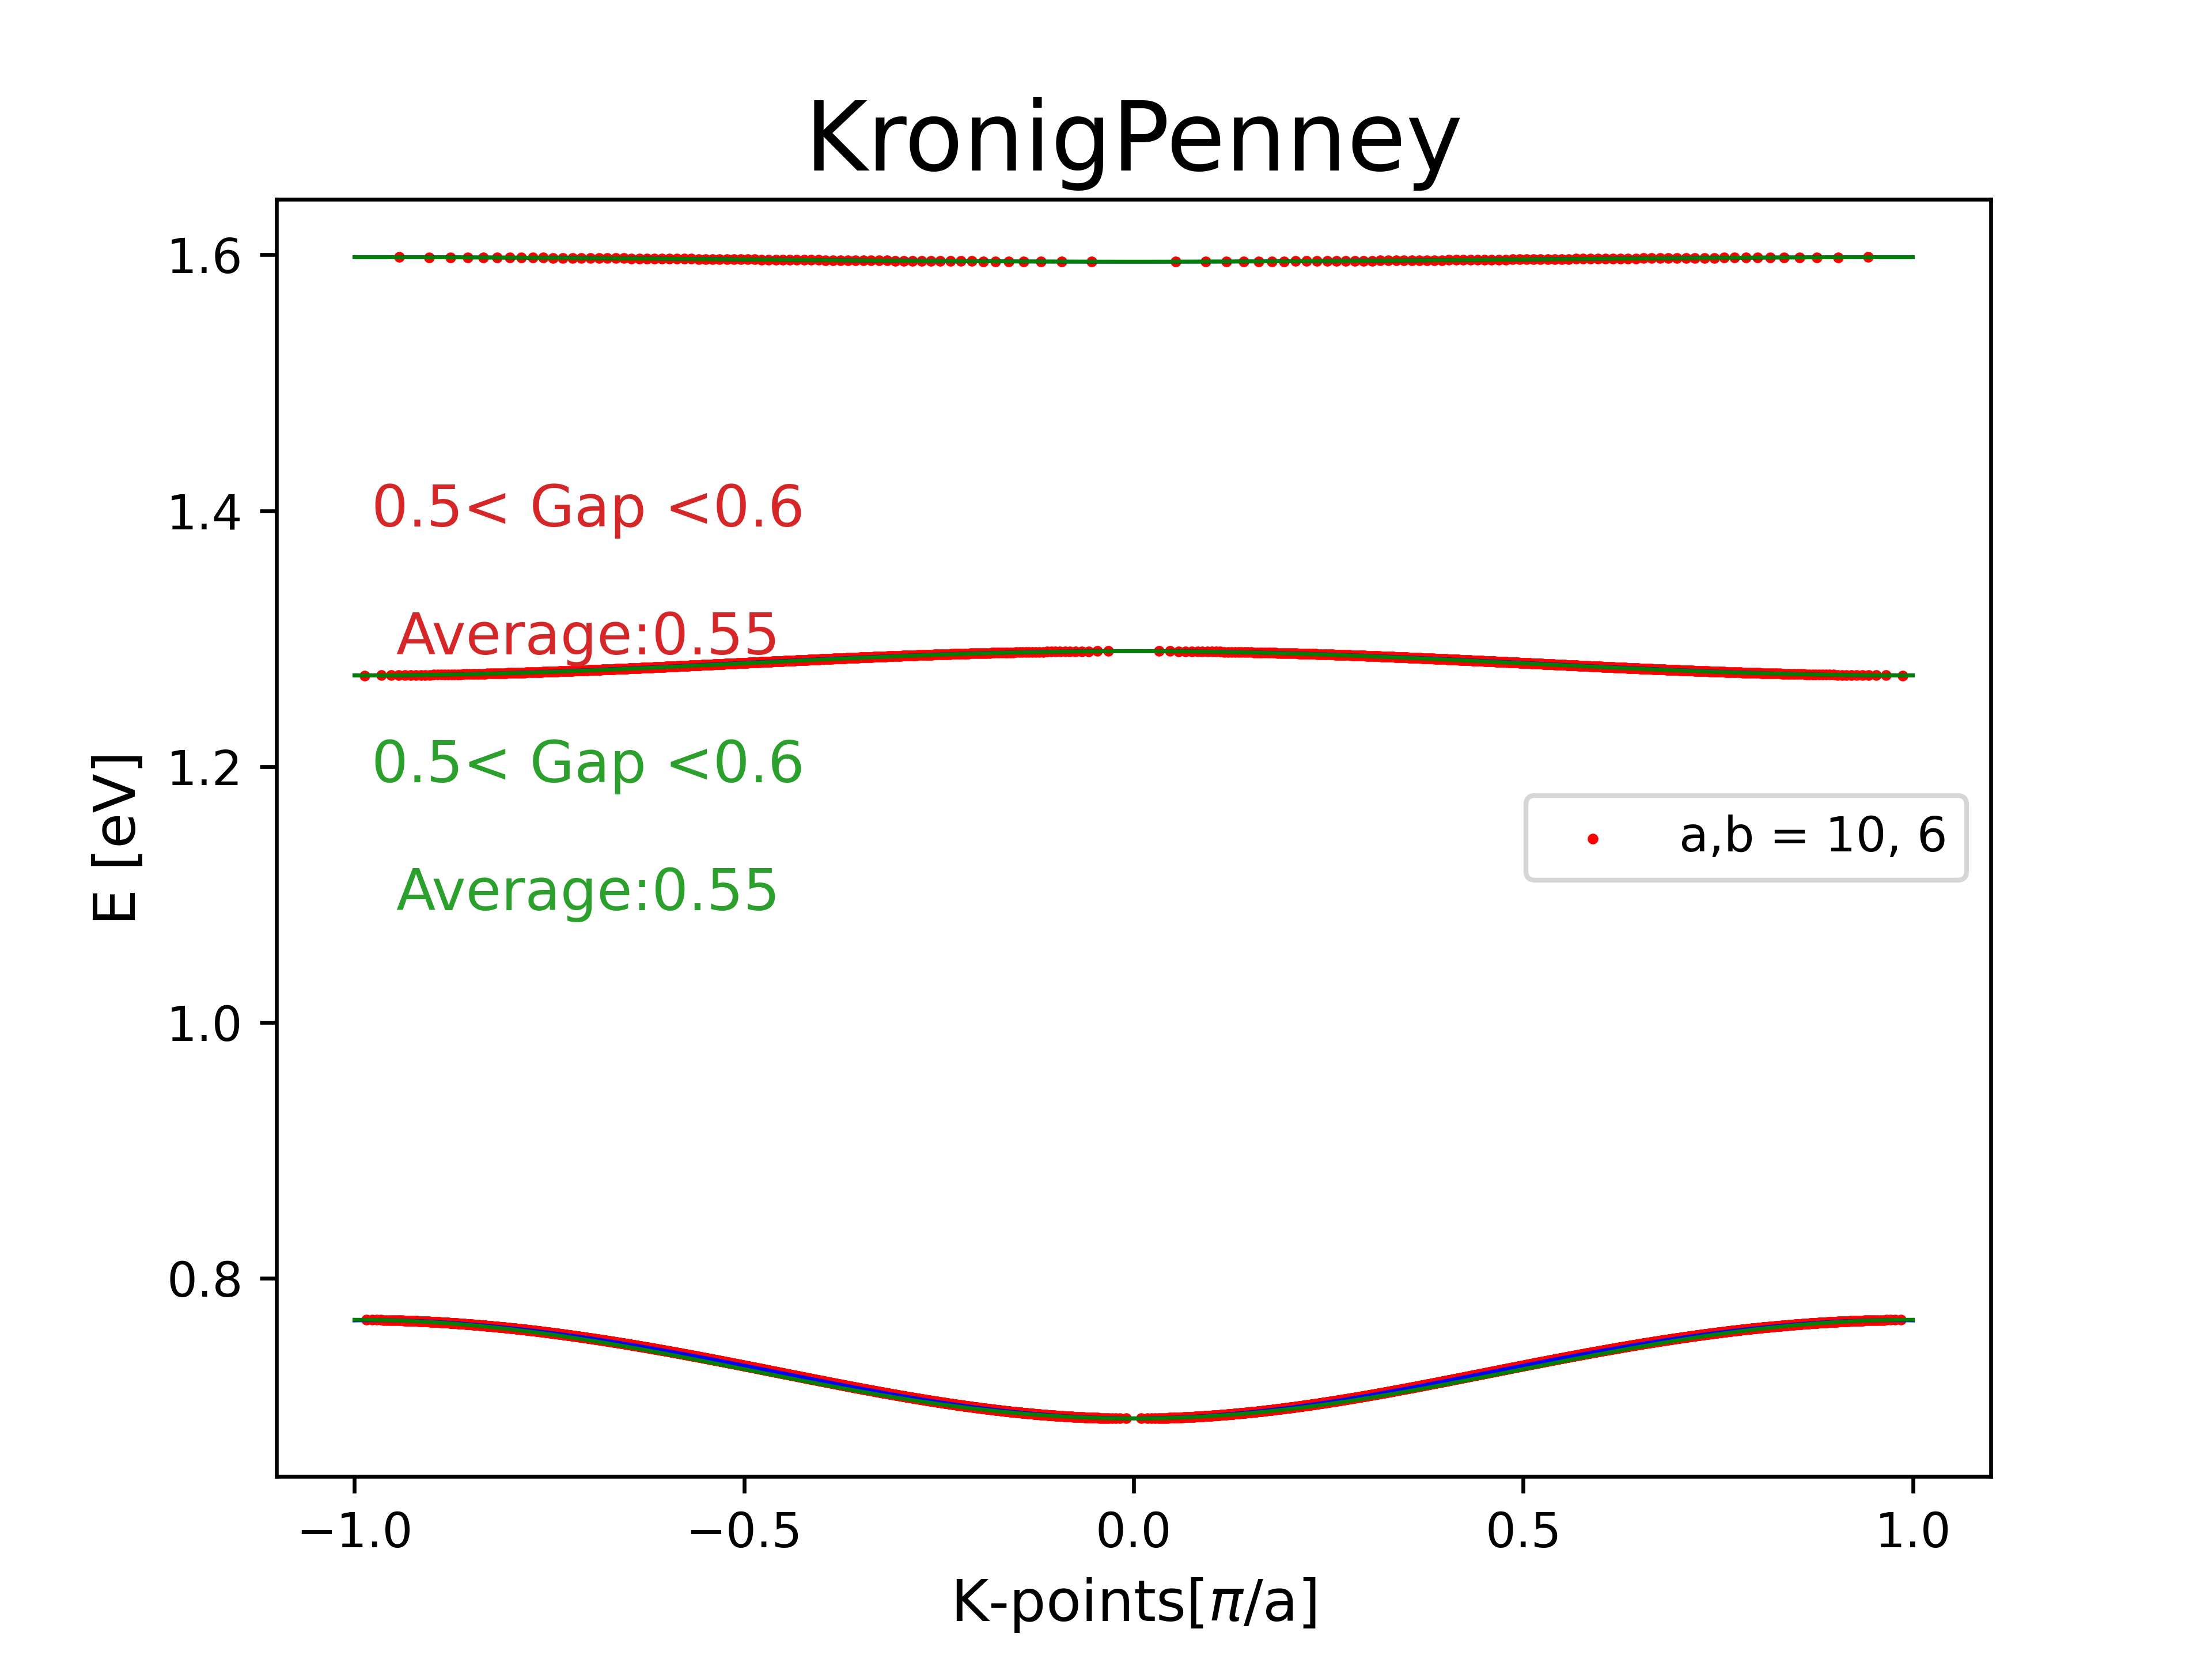 KronigPenney
1.6
1.4
1.2
1.0
0.8
E [eV]
0.5< Gap <0.6
Average:0.55
0.5< Gap <0.6
Average:0.55
a,b = 10, 6
−1.0
−0.5
0.0
0.5
1.0
K-points[π/a]